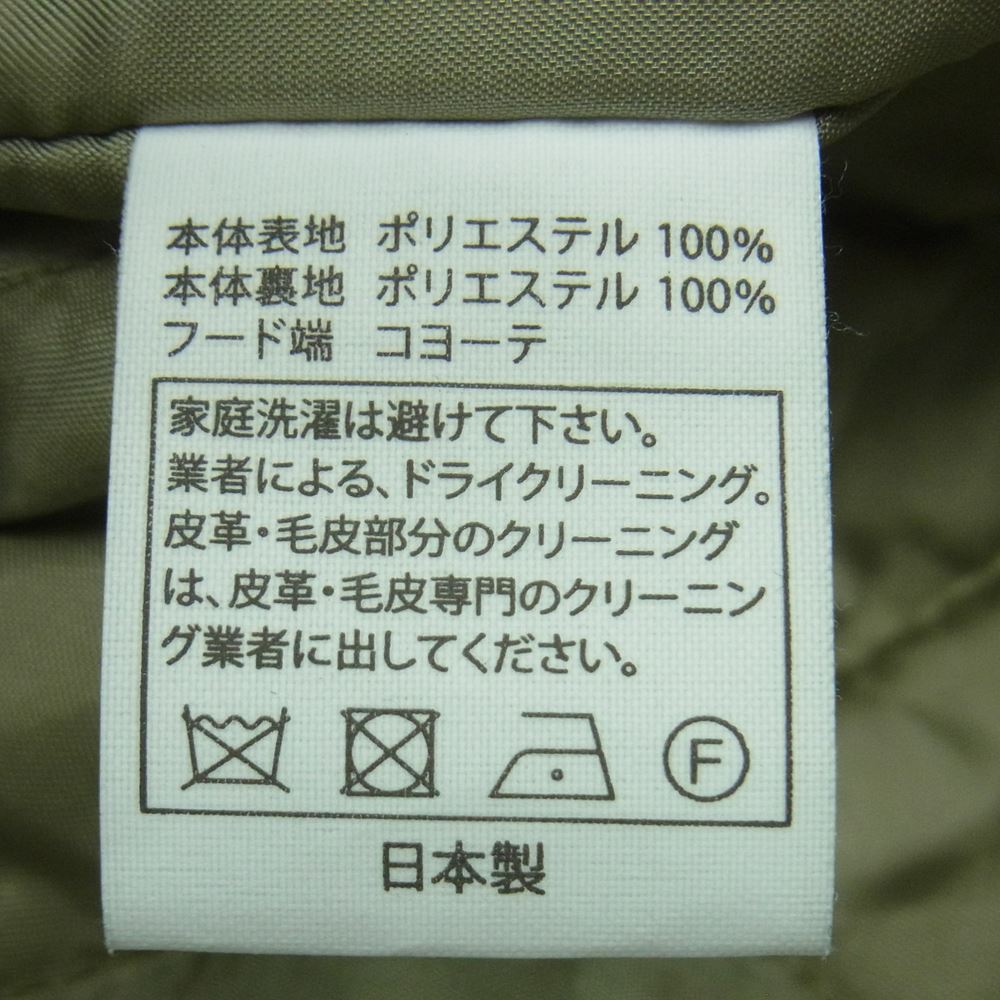 本体表地 ポリエステル 100%
本体裏地 ポリエステル 100%
フード端 コヨーテ
家庭洗濯は避けて下さい。
業者による、ドライクリーニング。
皮革・毛皮部分のクリーニング
は、皮革・毛皮専門のクリーニン
グ業者に出してください。
F
日本製